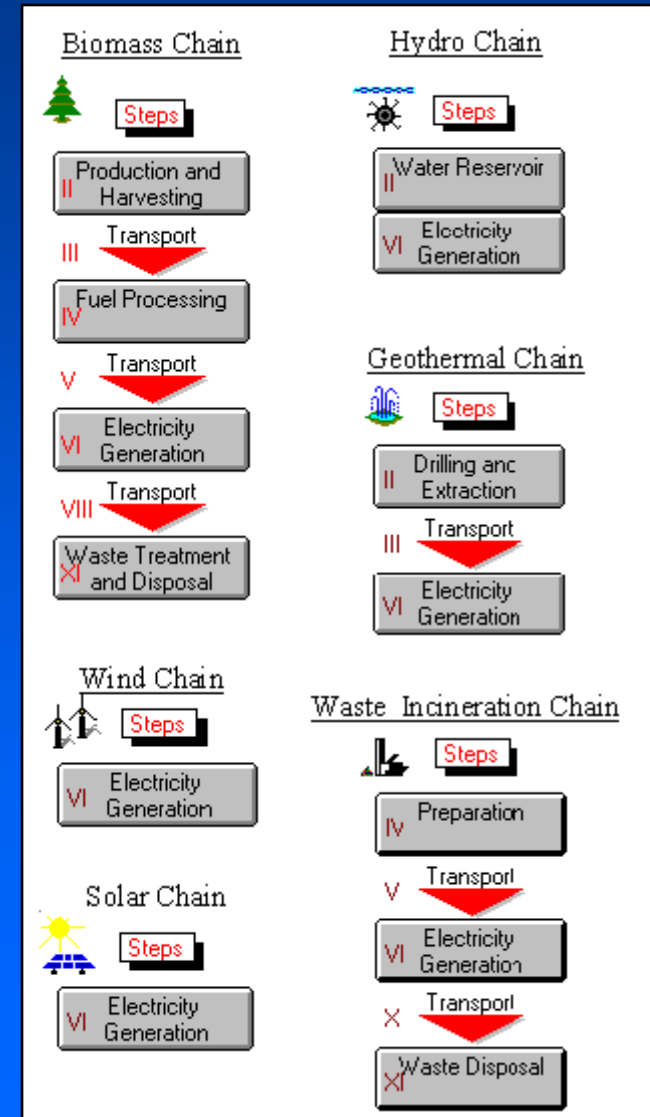 Biomass Chain
Steps
II Production and
Harvesting
III Transport
IV Fuel Processing
V Transport
VI Electricity
Generation
VIII Transport
XI Waste Treatment
and Disposal
Wind Chain
Steps
VI Electricity
Generation
Solar Chain
Steps
VI Electricity
Generation
Hydro Chain
Steps
II Water Reservoir
VI Electricity
Generation
Geothermal Chain
Steps
II Drilling and
Extraction
III Transport
VI Electricity
Generation
Waste Incineration Chain
Steps
IV Preparation
V Transport
VI Electricity
Generation
X Transport
XI Waste Disposal